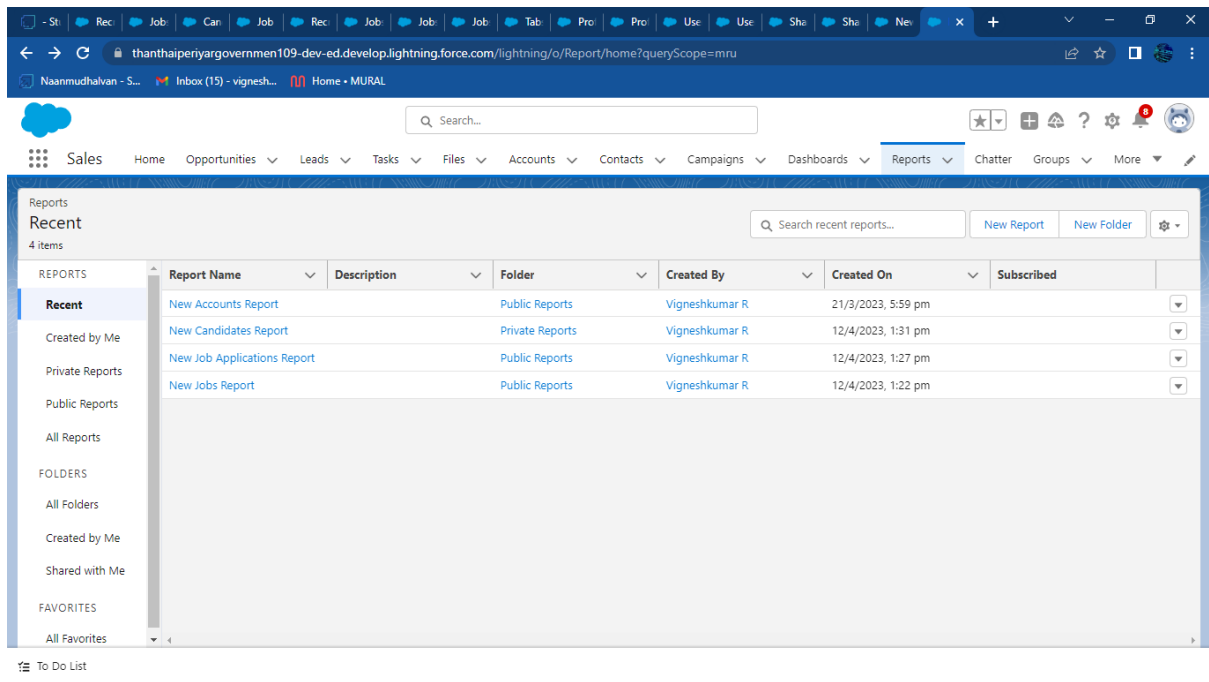 - St Rec Job Can Job Rec Job Job Job Tab Prof Prof Use Use Sha Sha Nev
thanthaiperiyargovernmen109-dev-ed.develop.lightning.force.com/lightning/o/Report/home?queryScope=mru
Naanmudhalvan - S... Inbox (15) - vignesh... Home • MURAL
Search... 8
Sales Home Opportunities Leads Tasks Files Accounts Contacts Campaigns Dashboards Reports Chatter Groups More
Reports
Recent
4 items
Search recent reports... New Report New Folder
REPORTS
Recent
Created by Me
Private Reports
Public Reports
All Reports
FOLDERS
All Folders
Created by Me
Shared with Me
FAVORITES
All Favorites
Report Name Description Folder Created By Created On Subscribed
New Accounts Report Public Reports Vigneshkumar R 21/3/2023, 5:59 pm
New Candidates Report Private Reports Vigneshkumar R 12/4/2023, 1:31 pm
New Job Applications Report Public Reports Vigneshkumar R 12/4/2023, 1:27 pm
New Jobs Report Public Reports Vigneshkumar R 12/4/2023, 1:22 pm
To Do List